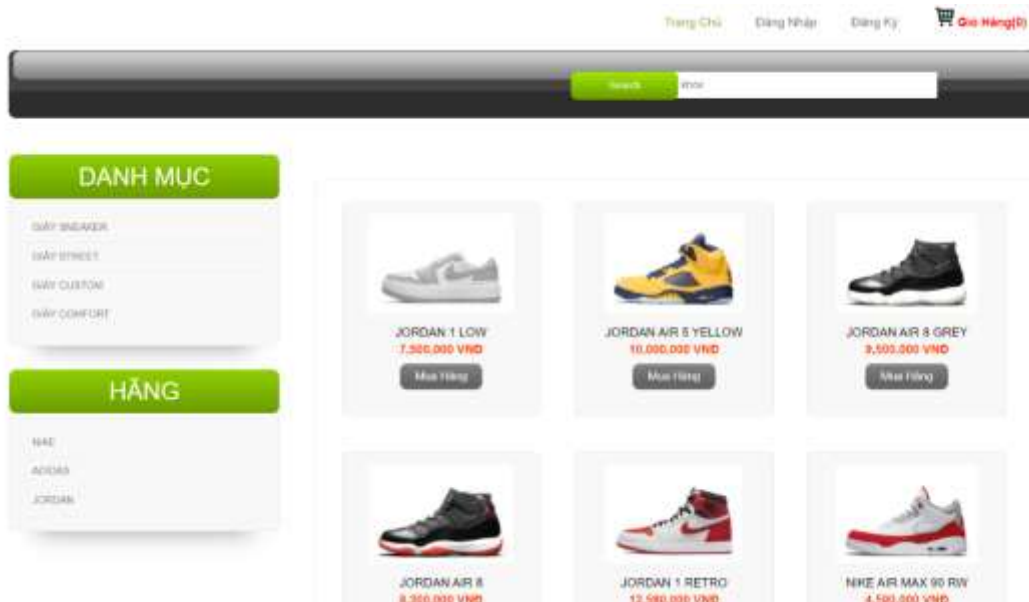 Trang Chủ Đăng Nhập Đăng Ký Giỏ Hàng(0)
Search
DANH MỤC
GIÀY SNEAKER
GIÀY STREET
GIÀY CUSTOM
GIÀY COMFORT
HÃNG
NIKE
ADIDAS
JORDAN
JORDAN 1 LOW
7,500,000 VNĐ
Mua Hàng
JORDAN AIR 5 YELLOW
10,000,000 VNĐ
Mua Hàng
JORDAN AIR 8 GREY
9,500,000 VNĐ
Mua Hàng
JORDAN AIR 8
JORDAN 1 RETRO
NIKE AIR MAX 90 RW